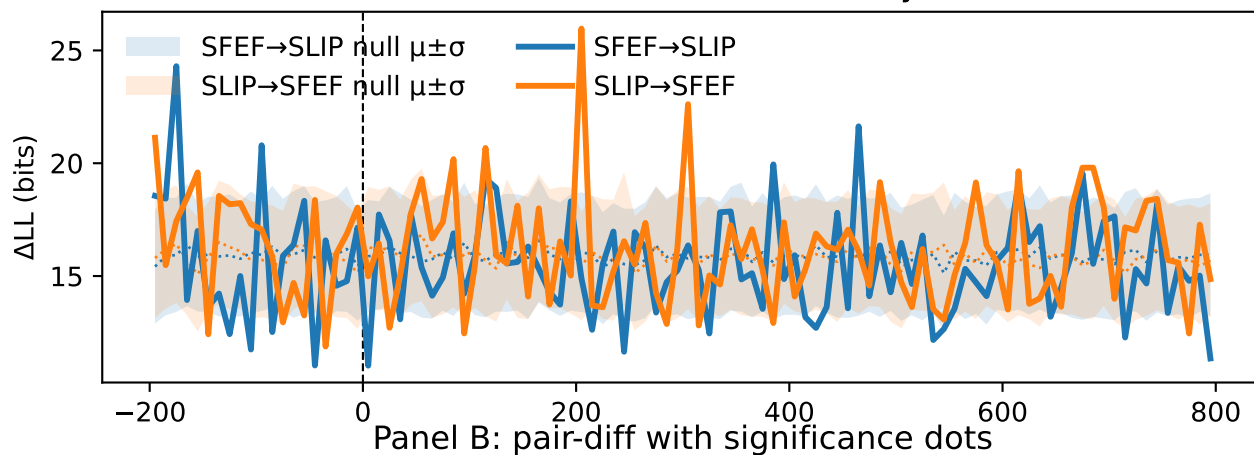 25
20
15
ΔLL (bits)
SFEF→SLIP null μ±σ
SLIP→SFEF null μ±σ
SFEF→SLIP
SLIP→SFEF
−200 0 200 400 600 800
Panel B: pair-diff with significance dots